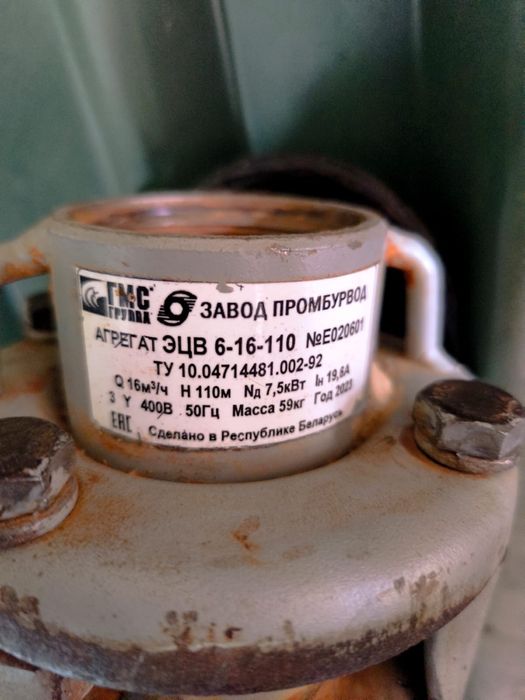 ГМС
ГРУППА
ЗАВОД ПРОМБУРВОД
АГРЕГАТ ЭЦВ 6-16-110 №Е020601
ТУ 10.04714481.002-92
Q 16м³/ч Н 110м Nд 7,5кВт Iн 19,6А
3 Y 400В 50Гц Масса 59кг Год 2023
ЕАС Сделано в Республике Беларусь